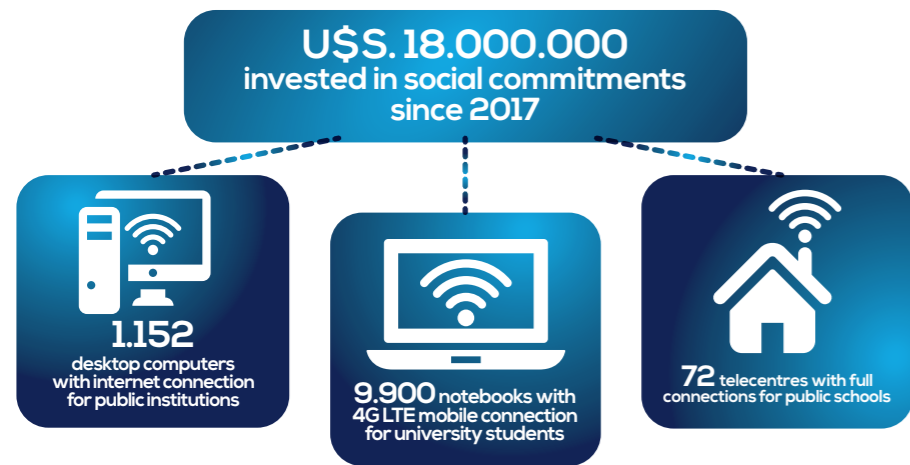 U$S. 18.000.000
invested in social commitments
since 2017
1.152
desktop computers
with internet connection
for public institutions
9.900 notebooks with
4G LTE mobile connection
for university students
72 telecentres with full
connections for public schools